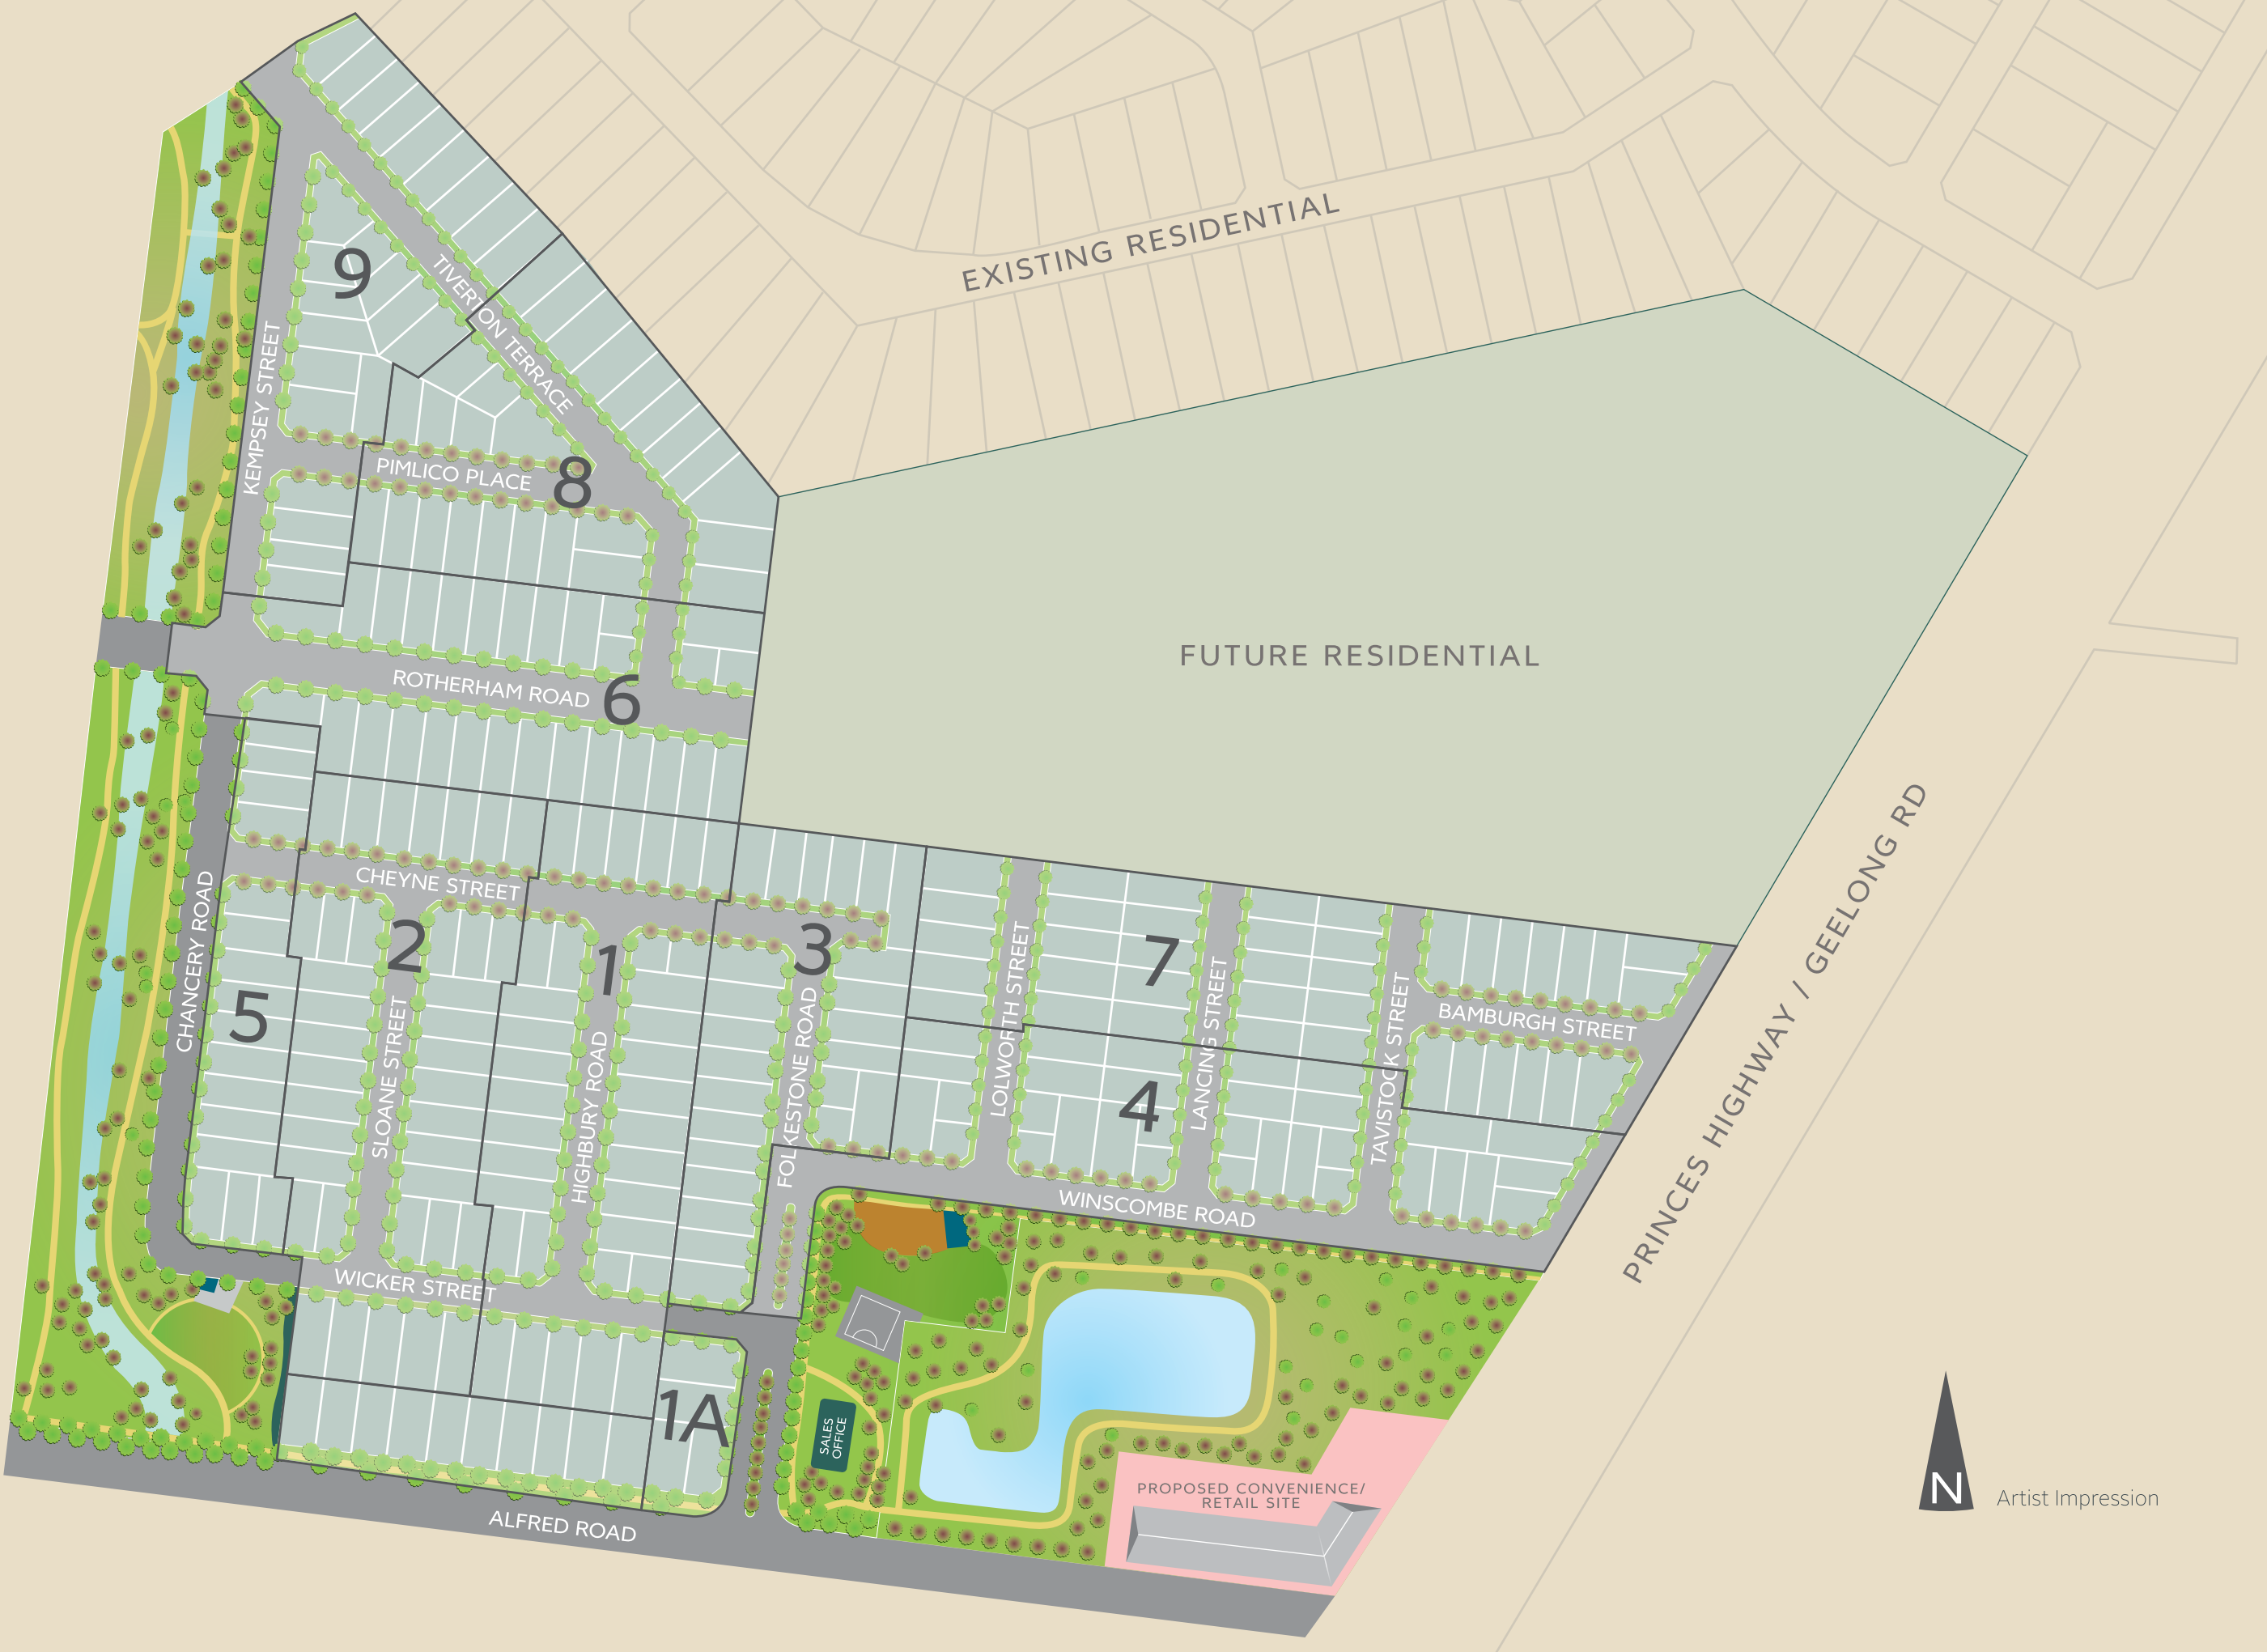 EXISTING RESIDENTIAL
9
TIVERTON TERRACE
KEMPSEY STREET
PIMLICO PLACE
8
FUTURE RESIDENTIAL
ROTHERHAM ROAD
6
PRINCES HIGHWAY / GEELONG RD
CHEYNE STREET
CHANCERY ROAD
2
1
3
7
5
SLOANE STREET
HIGHBURY ROAD
FOLKESTONE ROAD
LOLWORTH STREET
LANCING STREET
TAVISTOCK STREET
BAMBURGH STREET
4
WINSCOMBE ROAD
WICKER STREET
1A
SALES
OFFICE
PROPOSED CONVENIENCE/
RETAIL SITE
N
Artist Impression
ALFRED ROAD